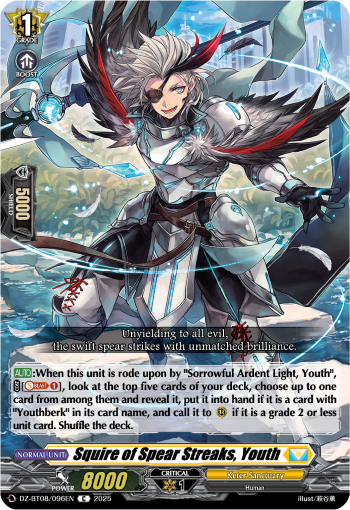 1
GRADE
BOOST
5000
SHIELD
Unyielding to all evil,
the swift spear strikes with unmatched brilliance.
AUTO:When this unit is rode upon by "Sorrowful Ardent Light, Youth",
[SBLAST 1], look at the top five cards of your deck, choose up to one
card from among them and reveal it, put it into hand if it is a card with
"Youthberk" in its card name, and call it to if it is a grade 2 or less
unit card. Shuffle the deck.
NORMAL UNIT
Squire of Spear Streaks, Youth
POWER 8000
CRITICAL
1
Keter Sanctuary
Human
DZ-BT08/096EN C 2025
illust/萩谷薫